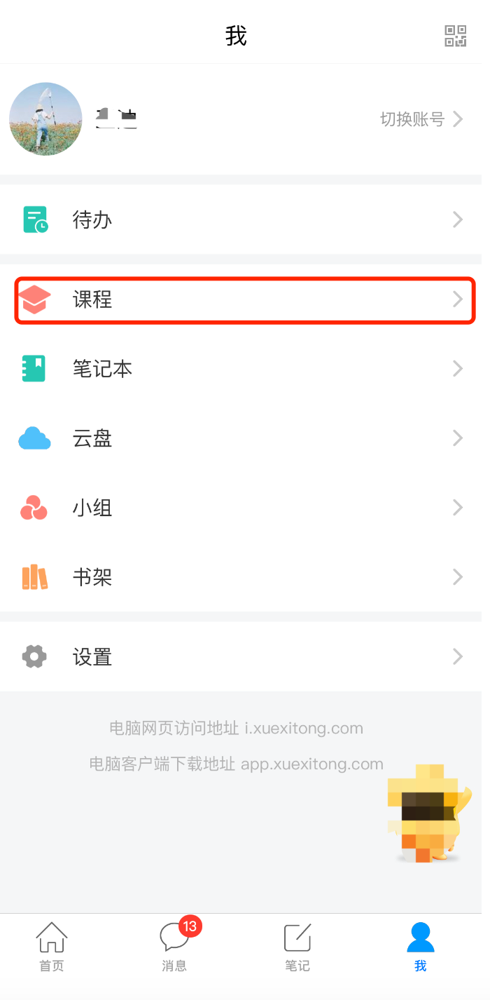 我
切换账号
待办
课程
笔记本
云盘
小组
书架
设置
电脑网页访问地址 i.xuexitong.com
电脑客户端下载地址 app.xuexitong.com
13
首页
消息
笔记
我